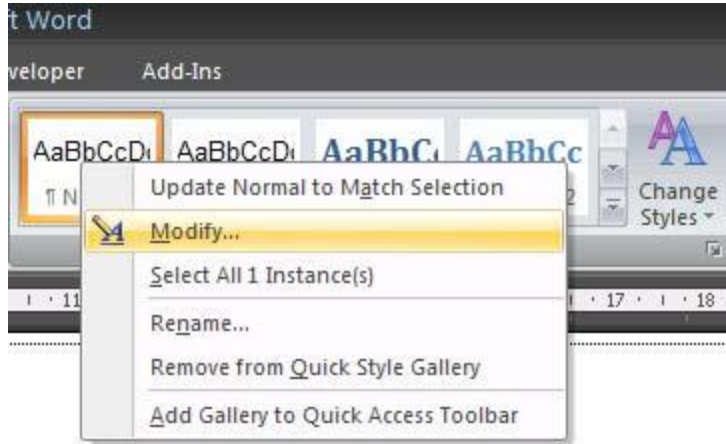 t Word
veloper Add-Ins
AaBbCcD AaBbCcD AaBbC AaBbCc
¶ N 2 Change
Styles
Update Normal to Match Selection
Modify...
Select All 1 Instance(s)
11 17 18
Rename...
Remove from Quick Style Gallery
Add Gallery to Quick Access Toolbar